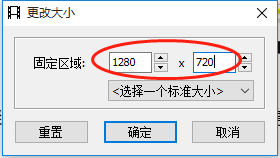 更改大小
固定区域: 1280 x 720
<选择一个标准大小>
重置 确定 取消